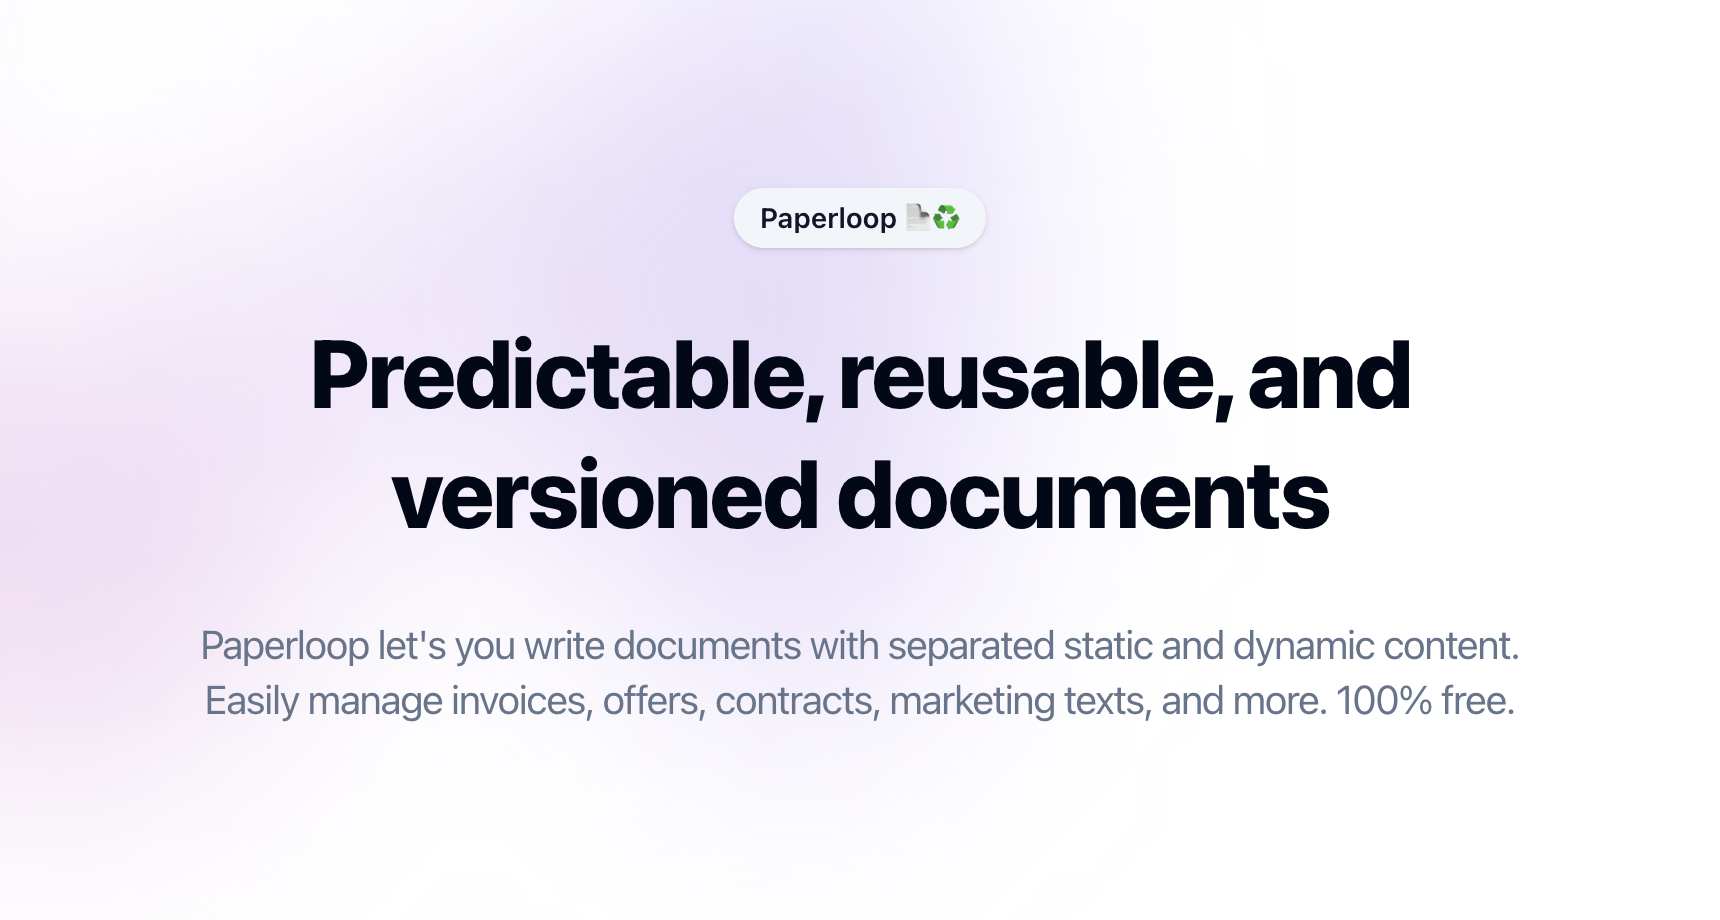 Paperloop
Predictable, reusable, and
versioned documents
Paperloop let's you write documents with separated static and dynamic content.
Easily manage invoices, offers, contracts, marketing texts, and more. 100% free.